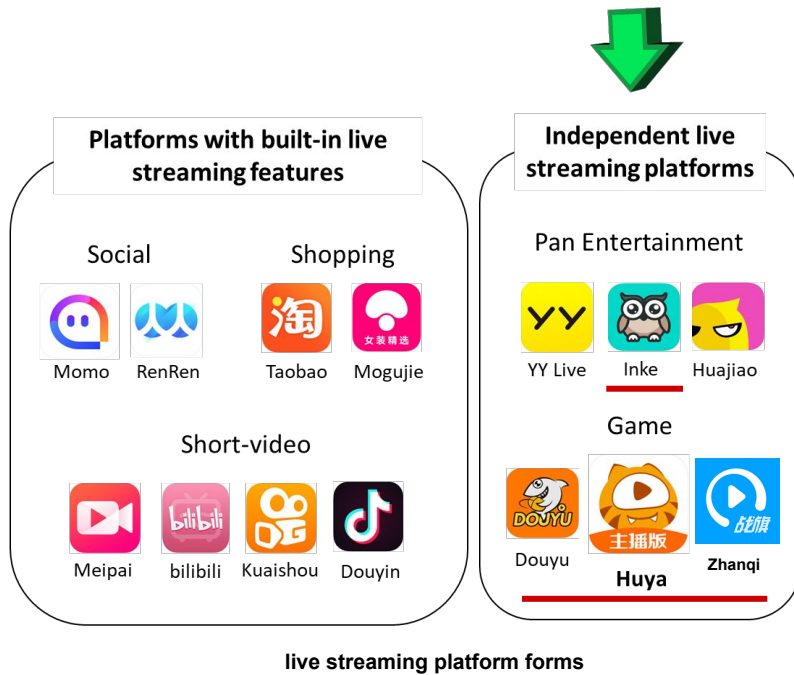 Platforms with built-in live
streaming features
Social
Shopping
淘
女装精选
Momo
RenRen
Taobao
Mogujie
Short-video
bilibili
Meipai
bilibili
Kuaishou
Douyin
Independent live
streaming platforms
Pan Entertainment
YY
YY Live
Inke
Huajiao
Game
DOUYU
主播版
战旗
Douyu
Huya
Zhanqi
live streaming platform forms